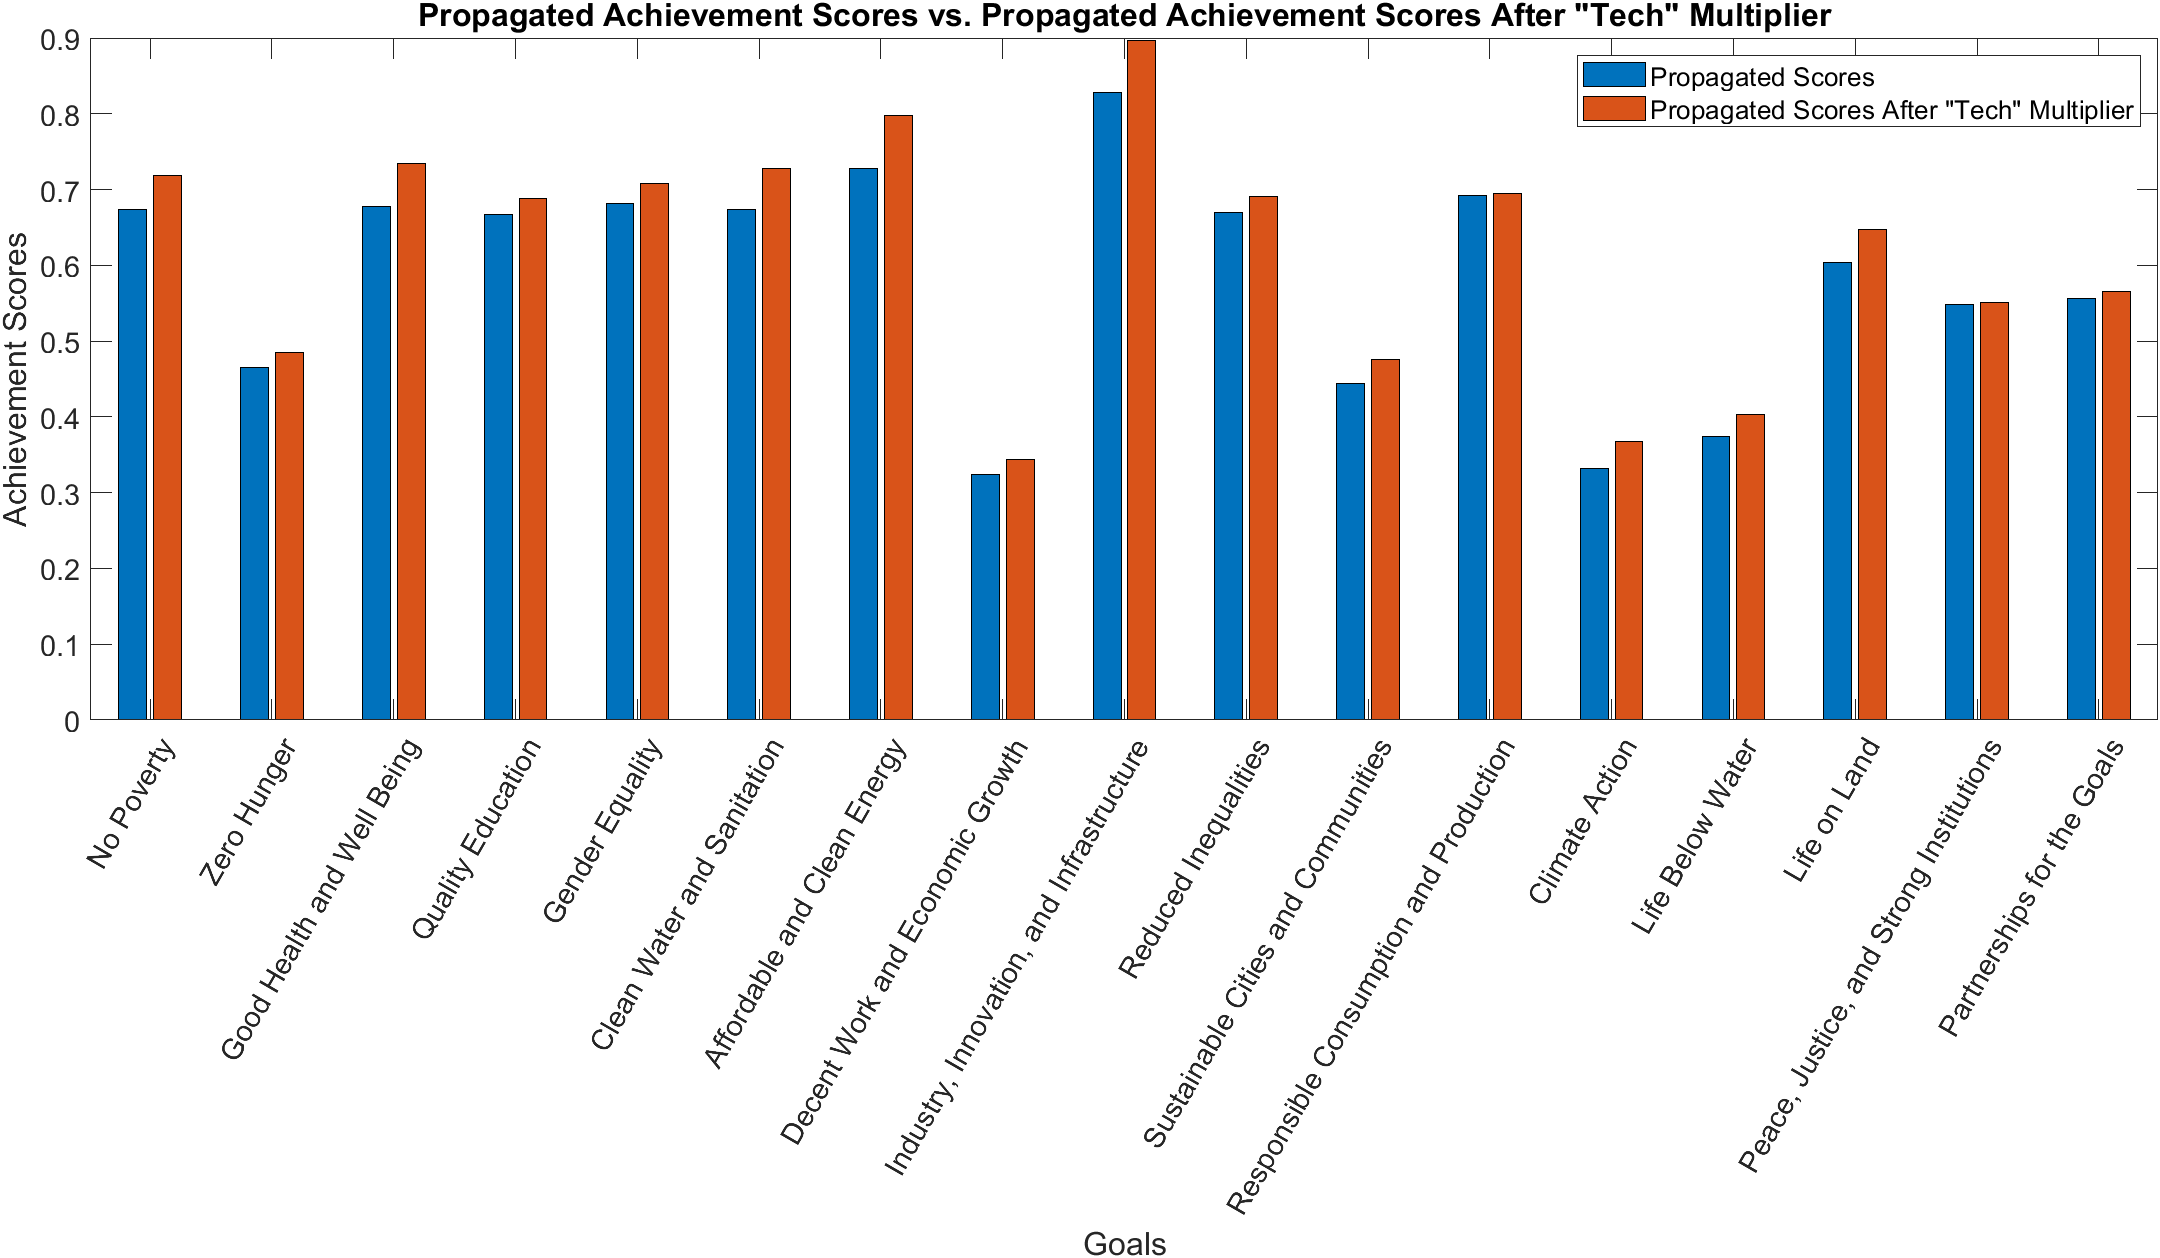 Propagated Achievement Scores vs. Propagated Achievement Scores After "Tech" Multiplier
Propagated Scores
Propagated Scores After "Tech" Multiplier
Achievement Scores
0.9
0.8
0.7
0.6
0.5
0.4
0.3
0.2
0.1
0
No Poverty
Zero Hunger
Good Health and Well Being
Quality Education
Gender Equality
Clean Water and Sanitation
Affordable and Clean Energy
Decent Work and Economic Growth
Industry, Innovation, and Infrastructure
Reduced Inequalities
Sustainable Cities and Communities
Responsible Consumption and Production
Climate Action
Life Below Water
Life on Land
Peace, Justice, and Strong Institutions
Partnerships for the Goals
Goals